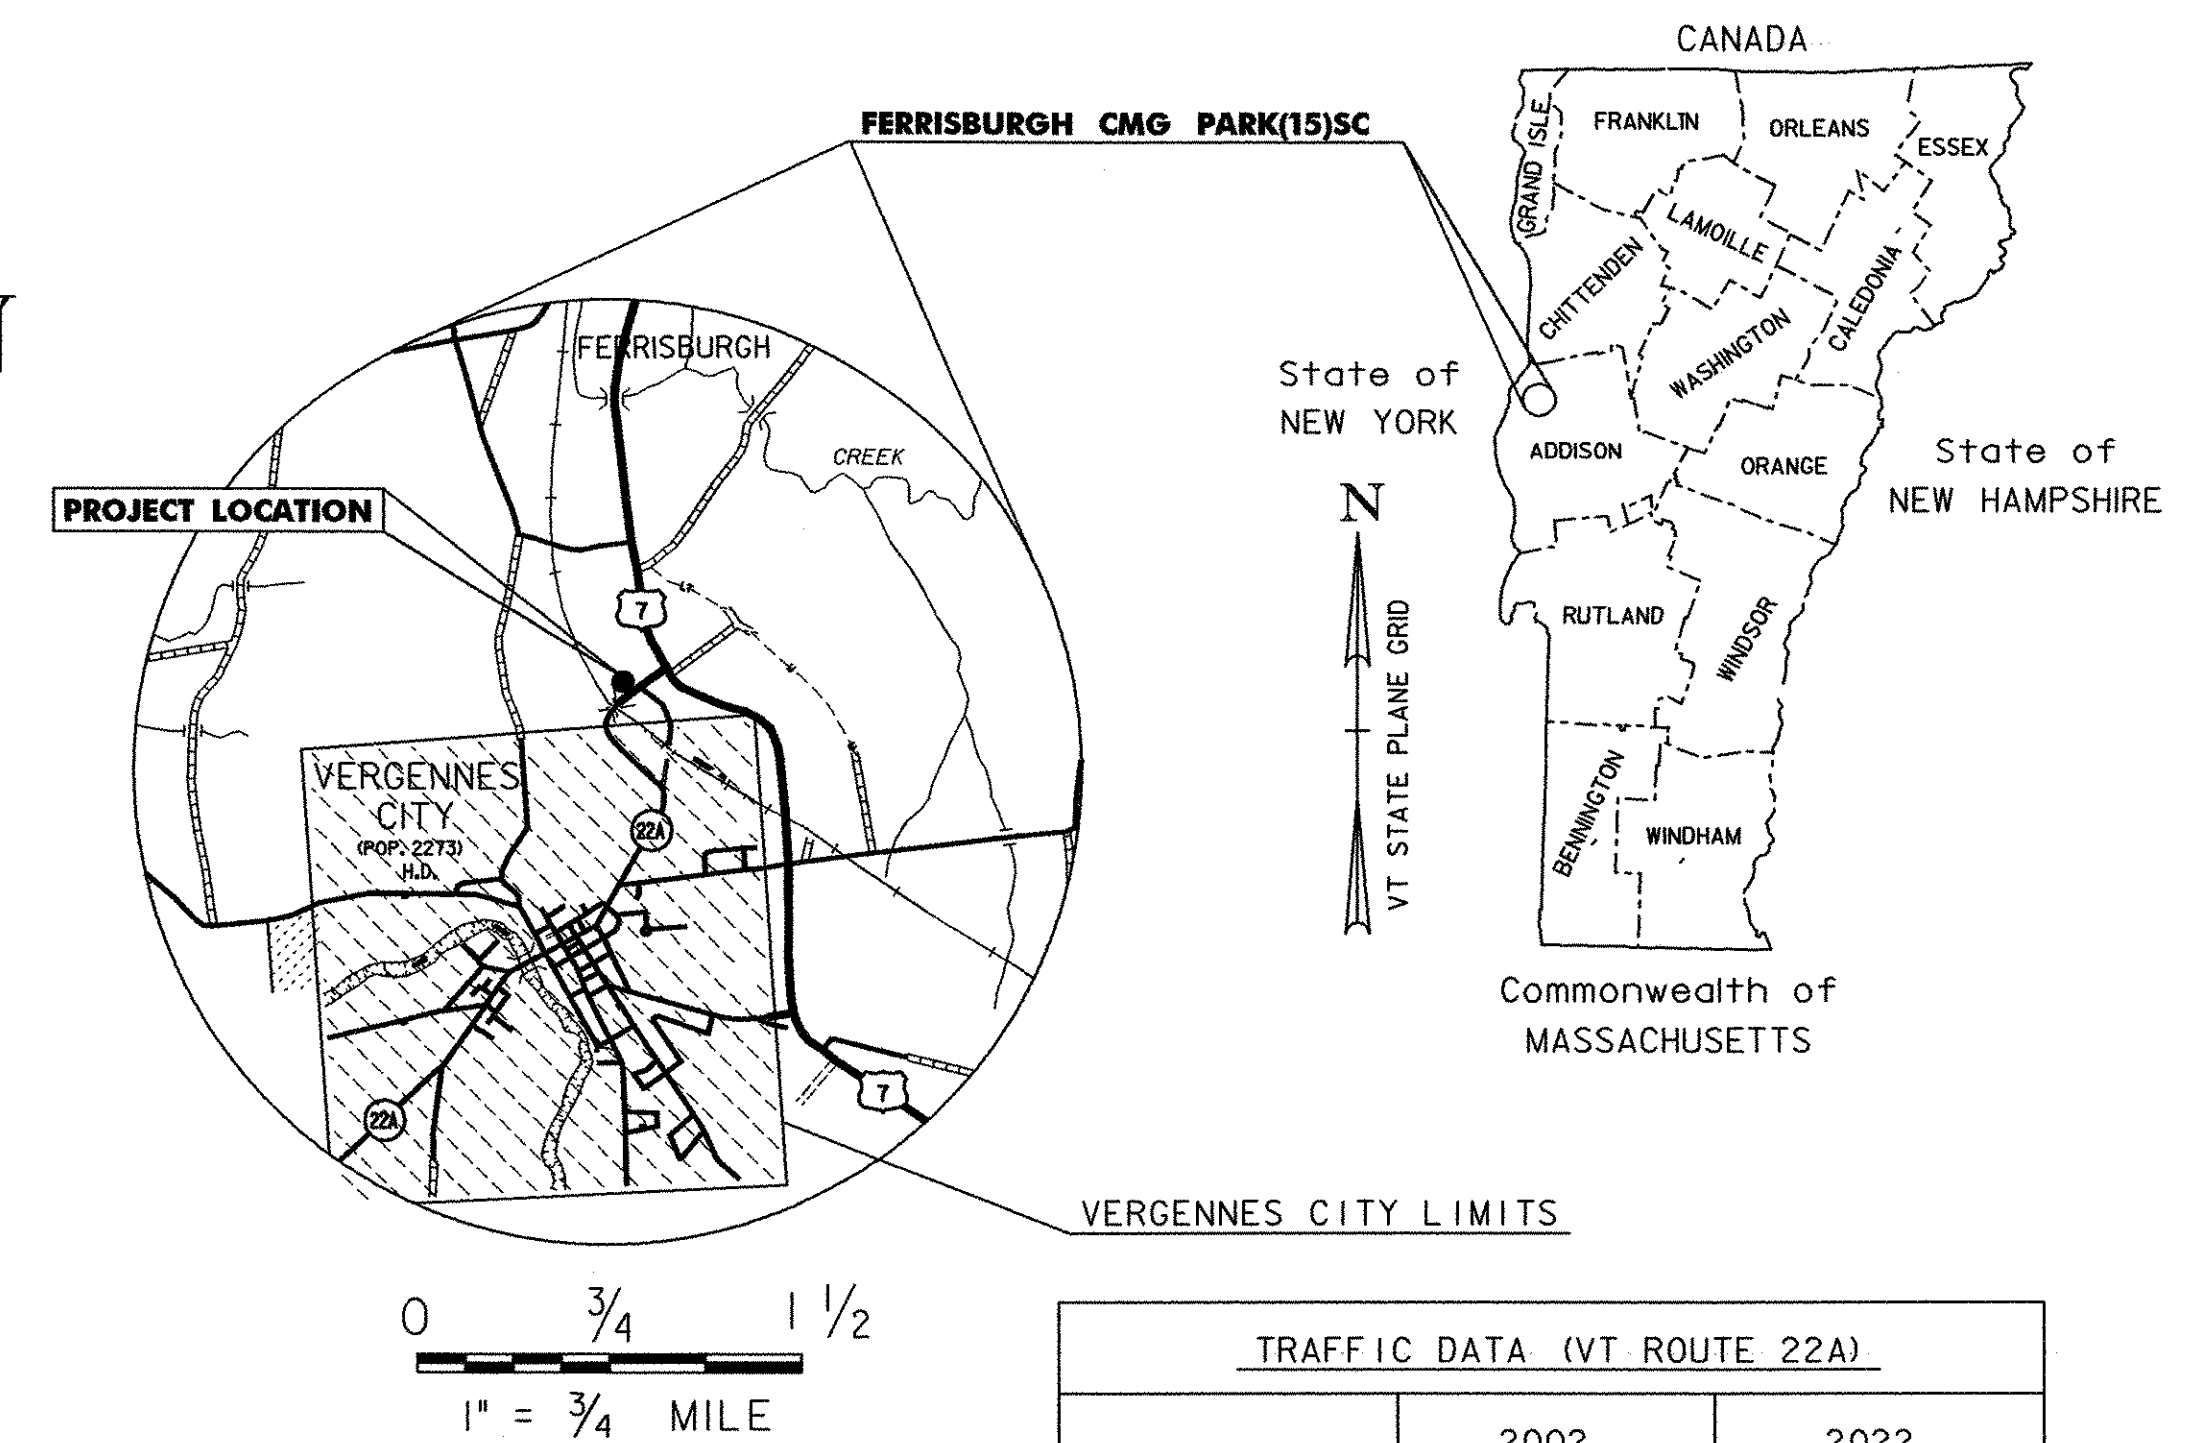 CANADA
FERRISBURGH CMG PARK(15)SC
GRAND ISLE
FRANKLIN
ORLEANS
ESSEX
LAMOILLE
CHITTENDEN
CALEDONIA
WASHINGTON
State of
NEW YORK
ADDISON
ORANGE
State of
NEW HAMPSHIRE
RUTLAND
WINDSOR
BENNINGTON
WINDHAM
Commonwealth of
MASSACHUSETTS
N
VT STATE PLANE GRID
FERRISBURGH
CREEK
PROJECT LOCATION
7
VERGENNES
CITY
(POP. 2273)
H.D.
22A
22A
7
VERGENNES CITY LIMITS
0 3/4 1 1/2
1" = 3/4 MILE
TRAFFIC DATA (VT ROUTE 22A)
2002 2022